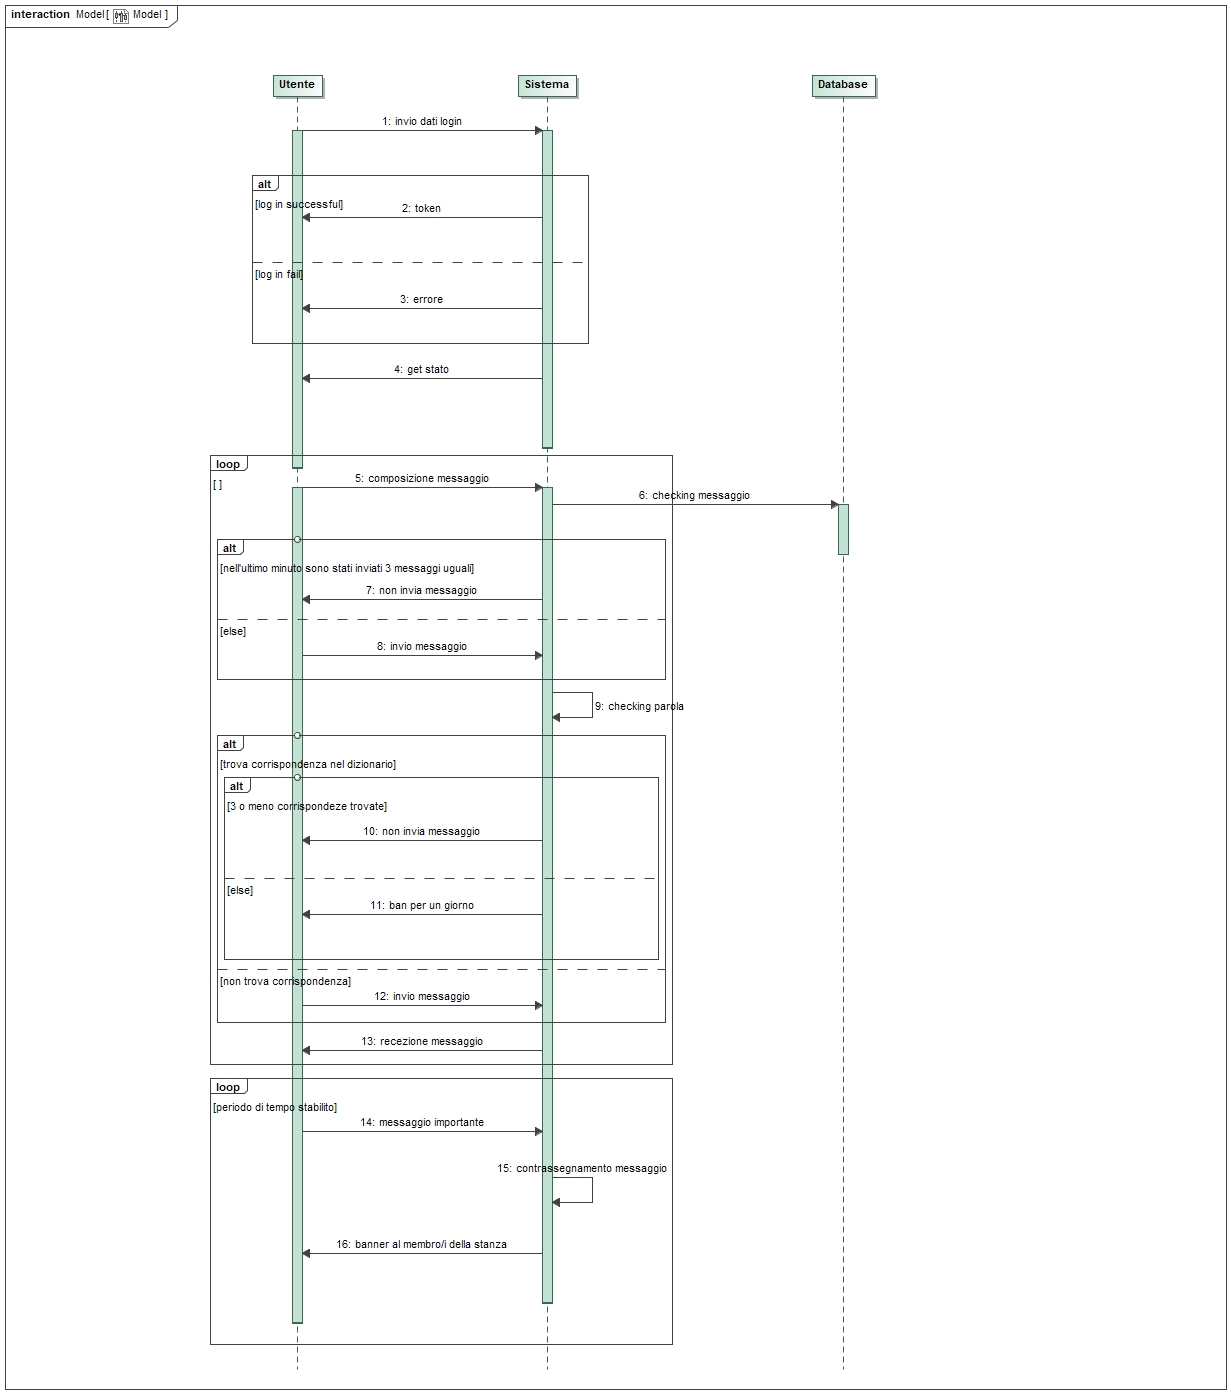 interaction Model[ Model ]
Utente
Sistema
Database
1: invio dati login
alt
[log in successful]
2: token
[log in fail]
3: errore
4: get stato
loop
[ ]
5: composizione messaggio
6: checking messaggio
alt
[nell'ultimo minuto sono stati inviati 3 messaggi uguali]
7: non invia messaggio
[else]
8: invio messaggio
9: checking parola
alt
[trova corrispondenza nel dizionario]
alt
[3 o meno corrispondeze trovate]
10: non invia messaggio
[else]
11: ban per un giorno
[non trova corrispondenza]
12: invio messaggio
13: recezione messaggio
loop
[periodo di tempo stabilito]
14: messaggio importante
15: contrassegnamento messaggio
16: banner al membro/i della stanza